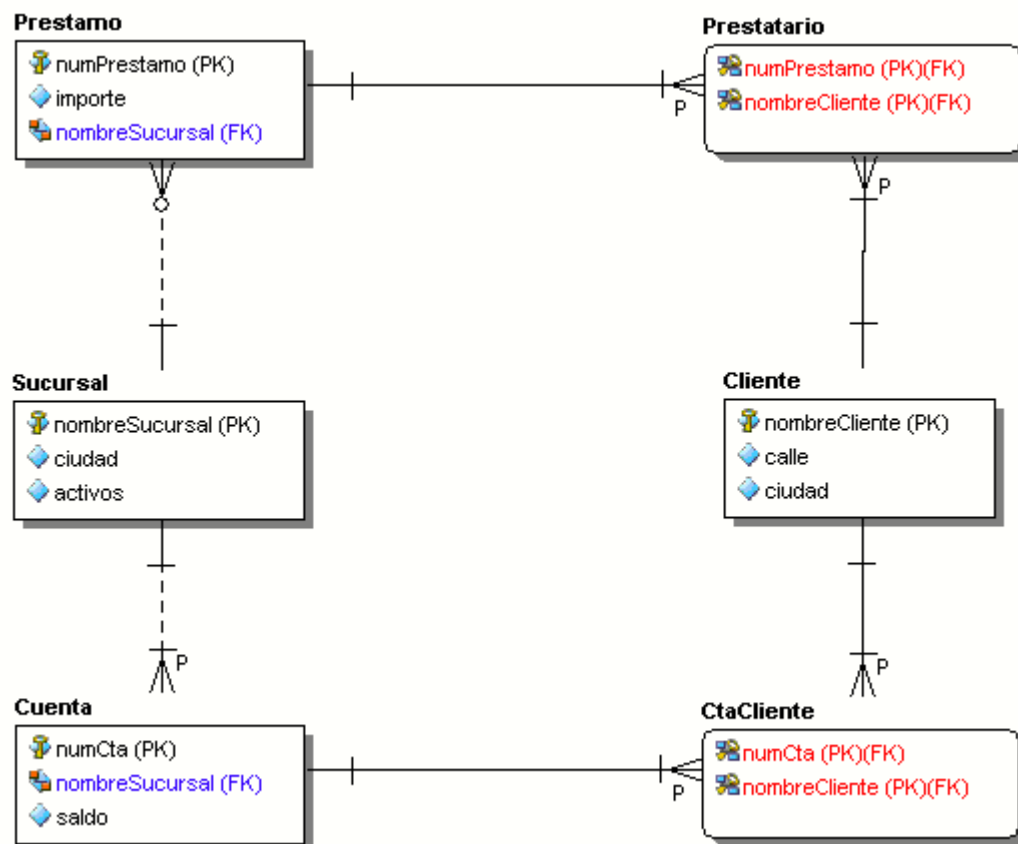 Prestamo
numPrestamo (PK)
importe
nombreSucursal (FK)
Prestatario
numPrestamo (PK)(FK)
nombreCliente (PK)(FK)
P
P
Sucursal
nombreSucursal (PK)
ciudad
activos
Cliente
nombreCliente (PK)
calle
ciudad
P
P
Cuenta
numCta (PK)
nombreSucursal (FK)
saldo
CtaCliente
numCta (PK)(FK)
nombreCliente (PK)(FK)
P